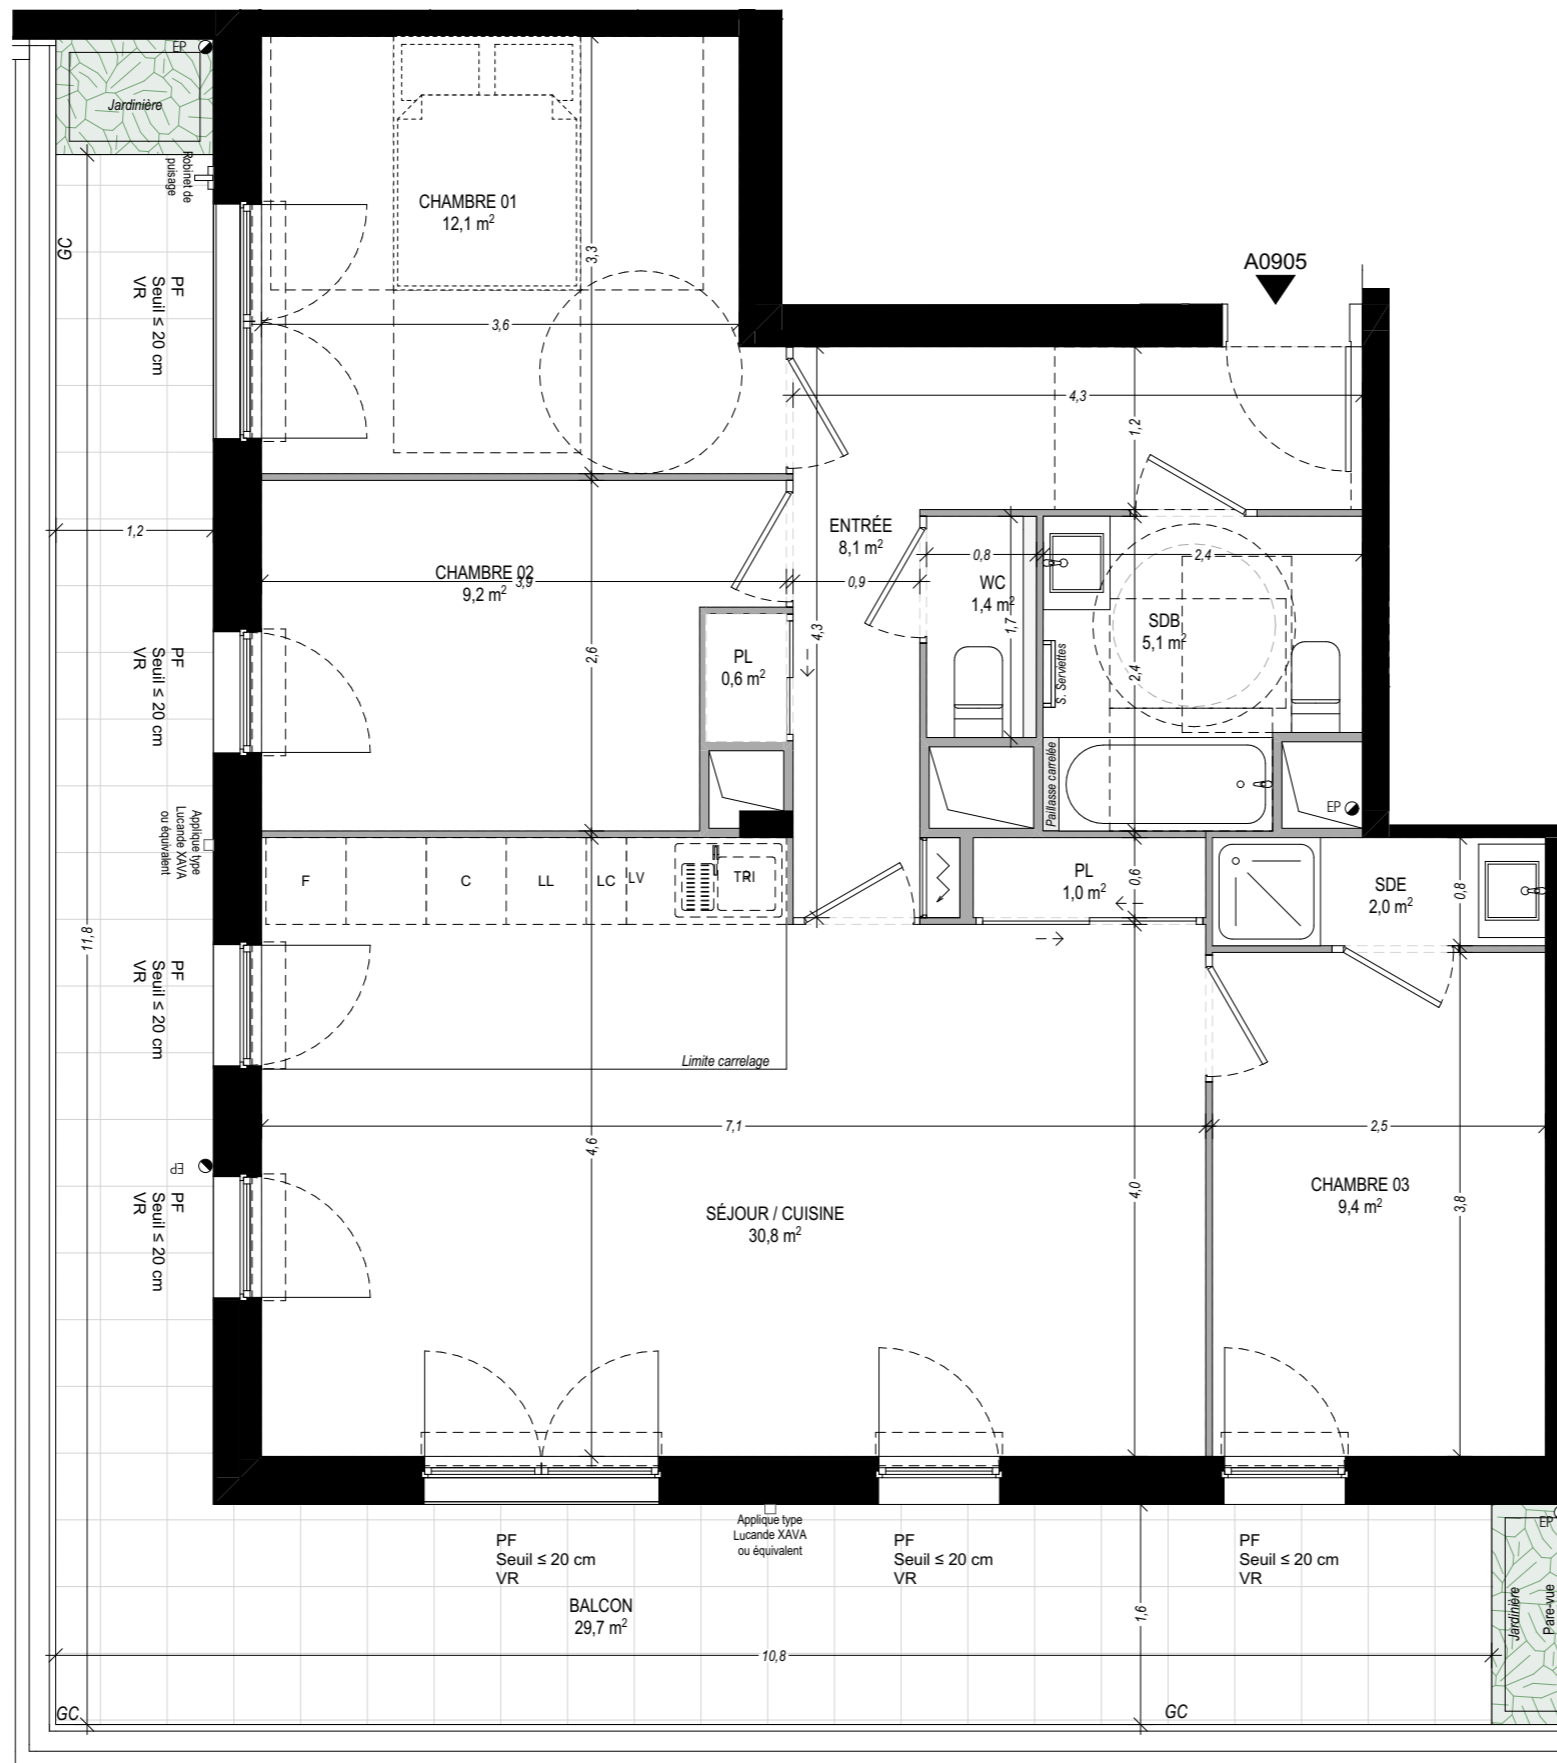 EP
Jardinière
Robinet de
puisage
GC
CHAMBRE 01
12,1 m²
3,3
3,6
PF
Seuil ≤ 20 cm
VR
A0905
4,3
1,2
1,2
ENTRÉE
8,1 m²
0,8
2,4
CHAMBRE 02
9,2 m²
3,9
0,9
WC
1,4 m²
1,7
SDB
5,1 m²
4,3
2,6
2,4
PL
0,6 m²
S. Serviettes
PF
Seuil ≤ 20 cm
VR
Paillasse carrelée
EP
Applique type
Lucande XAVA
ou équivalent
F
C
LL
LC
LV
TRI
PL
1,0 m²
0,6
SDE
2,0 m²
0,8
11,8
PF
Seuil ≤ 20 cm
VR
Limite carrelage
7,1
4,6
2,5
EP
4,0
CHAMBRE 03
9,4 m²
3,8
PF
Seuil ≤ 20 cm
VR
SÉJOUR / CUISINE
30,8 m²
Applique type
Lucande XAVA
ou équivalent
PF
Seuil ≤ 20 cm
VR
PF
Seuil ≤ 20 cm
VR
PF
Seuil ≤ 20 cm
VR
EP
BALCON
29,7 m²
1,6
Jardinière
Pare-vue
10,8
GC
GC